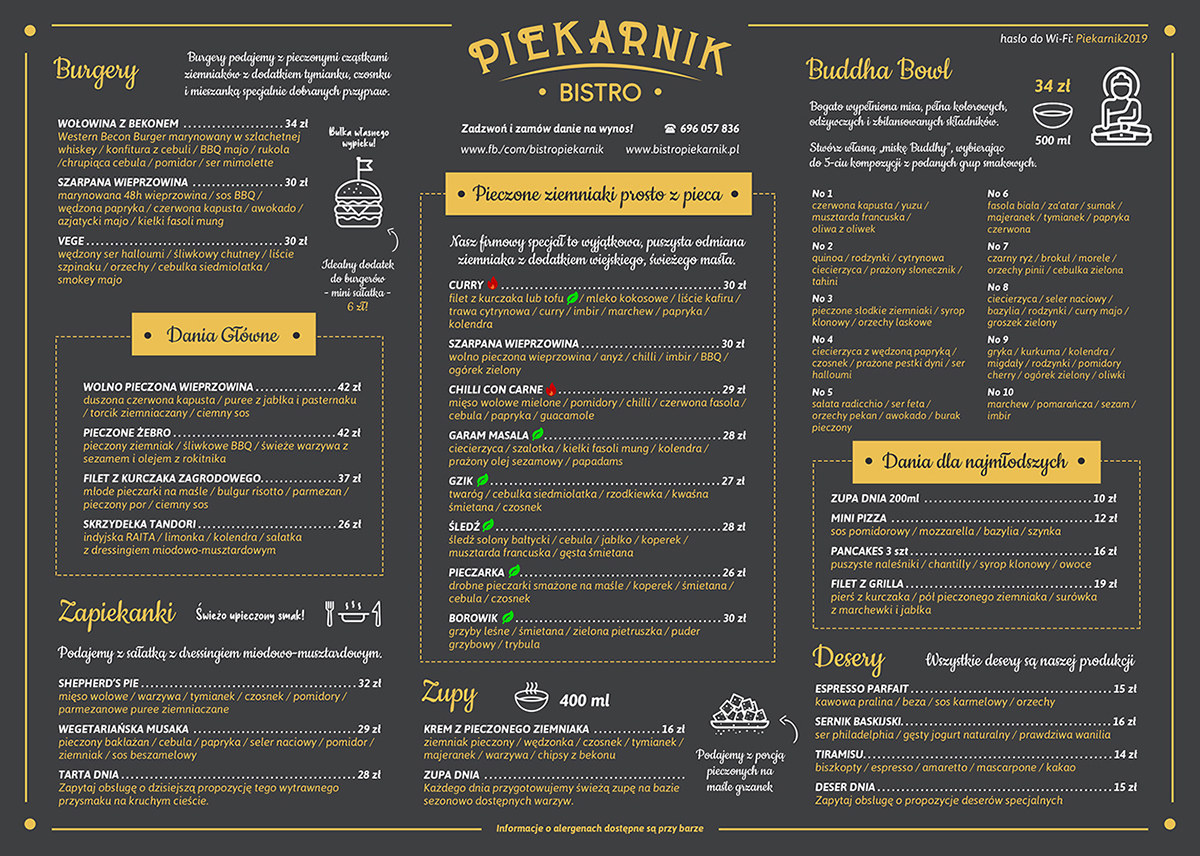 PIEKARNIK
• BISTRO •
Zadzwoń i zamów danie na wynos! ☎ 696 057 836
www.fb./com/bistropiekarnik www.bistropiekarnik.pl
hasło do Wi-Fi: Piekarnik2019
Burgery
Burgery podajemy z pieczonymi cząstkami
ziemniaków z dodatkiem tymianku, czosnku
i mieszanką specjalnie dobranych przypraw.
WOŁOWINA Z BEKONEM 34 zł
Western Becon Burger marynowany w szlachetnej
whiskey / konfitura z cebuli / BBQ majo / rukola
/chrupiąca cebula / pomidor / ser mimolette
SZARPANA WIEPRZOWINA 30 zł
marynowana 48h wieprzowina / sos BBQ /
wędzona papryka / czerwona kapusta / awokado /
azjatycki majo / kiełki fasoli mung
VEGE 30 zł
wędzony ser halloumi / śliwkowy chutney / liście
szpinaku / orzechy / cebulka siedmiolatka /
smokey majo
Bułka własnego
wypieku!
Idealny dodatek
do burgerów
- mini sałatka -
6 zł!
• Dania Główne •
WOLNO PIECZONA WIEPRZOWINA 42 zł
duszona czerwona kapusta / puree z jabłka i pasternaku
/ torcik ziemniaczany / ciemny sos
PIECZONE ŻEBRO 42 zł
pieczony ziemniak / śliwkowe BBQ / świeże warzywa z
sezamem i olejem z rokitnika
FILET Z KURCZAKA ZAGRODOWEGO 37 zł
młode pieczarki na maśle / bulgur risotto / parmezan /
pieczony por / ciemny sos
SKRZYDEŁKA TANDORI 26 zł
indyjska RAITA / limonka / kolendra / sałatka
z dressingiem miodowo-musztardowym
Zapiekanki
Świeżo upieczony smak!
Podajemy z sałatką z dressingiem miodowo-musztardowym.
SHEPHERD'S PIE 32 zł
mięso wołowe / warzywa / tymianek / czosnek / pomidory /
parmezanowe puree ziemniaczane
WEGETARIAŃSKA MUSAKA 29 zł
pieczony bakłażan / cebula / papryka / seler naciowy / pomidor /
ziemniak / sos beszamelowy
TARTA DNIA 28 zł
Zapytaj obsługę o dzisiejszą propozycję tego wytrawnego
przysmaku na kruchym cieście.
• Pieczone ziemniaki prosto z pieca •
Nasz firmowy specjał to wyjątkowa, puszysta odmiana
ziemniaka z dodatkiem wiejskiego, świeżego masła.
CURRY 30 zł
filet z kurczaka lub tofu / mleko kokosowe / liście kafiru /
trawa cytrynowa / curry / imbir / marchew / papryka /
kolendra
SZARPANA WIEPRZOWINA 30 zł
wolno pieczona wieprzowina / anyż / chilli / imbir / BBQ /
ogórek zielony
CHILLI CON CARNE 29 zł
mięso wołowe mielone / pomidory / chilli / czerwona fasola /
cebula / papryka / guacamole
GARAM MASALA 28 zł
ciecierzyca / szalotka / kiełki fasoli mung / kolendra /
prażony olej sezamowy / papadams
GZIK 27 zł
twaróg / cebulka siedmiolatka / rzodkiewka / kwaśna
śmietana / czosnek
ŚLEDŹ 28 zł
śledź solony bałtycki / cebula / jabłko / koperek /
musztarda francuska / gęsta śmietana
PIECZARKA 26 zł
drobne pieczarki smażone na maśle / koperek / śmietana /
cebula / czosnek
BOROWIK 30 zł
grzyby leśne / śmietana / zielona pietruszka / puder
grzybowy / trybula
Zupy
400 ml
KREM Z PIECZONEGO ZIEMNIAKA 16 zł
ziemniak pieczony / wędzonka / czosnek / tymianek /
majeranek / warzywa / chipsy z bekonu
ZUPA DNIA
Każdego dnia przygotowujemy świeżą zupę na bazie
sezonowo dostępnych warzyw.
Podajemy z porcją
pieczonych na
maśle grzanek
Buddha Bowl
34 zł
500 ml
Bogato wypełniona misa, pełna kolorowych,
odżywczych i zbilansowanych składników.
Stwórz własną „miskę Buddhy", wybierając
do 5-ciu kompozycji z podanych grup smakowych.
No 1
czerwona kapusta / yuzu /
musztarda francuska /
oliwa z oliwek
No 2
quinoa / rodzynki / cytrynowa
ciecierzyca / prażony słonecznik /
tahini
No 3
pieczone słodkie ziemniaki / syrop
klonowy / orzechy laskowe
No 4
ciecierzyca z wędzoną papryką /
czosnek / prażone pestki dyni / ser
halloumi
No 5
sałata radicchio / ser feta /
orzechy pekan / awokado / burak
pieczony
No 6
fasola biała / za'atar / sumak /
majeranek / tymianek / papryka
czerwona
No 7
czarny ryż / brokuł / morele /
orzechy pinii / cebulka zielona
No 8
ciecierzyca / seler naciowy /
bazylia / rodzynki / curry majo /
groszek zielony
No 9
gryka / kurkuma / kolendra /
migdały / rodzynki / pomidory
cherry / ogórek zielony / oliwki
No 10
marchew / pomarańcza / sezam /
imbir
• Dania dla najmłodszych •
ZUPA DNIA 200ml 10 zł
MINI PIZZA 12 zł
sos pomidorowy / mozzarella / bazylia / szynka
PANCAKES 3 szt 16 zł
puszyste naleśniki / chantilly / syrop klonowy / owoce
FILET Z GRILLA 19 zł
pierś z kurczaka / pół pieczonego ziemniaka / surówka
z marchewki i jabłka
Desery
Wszystkie desery są naszej produkcji
ESPRESSO PARFAIT 15 zł
kawowa pralina / beza / sos karmelowy / orzechy
SERNIK BASKIJSKI 16 zł
ser philadelphia / gęsty jogurt naturalny / prawdziwa wanilia
TIRAMISU 14 zł
biszkopty / espresso / amaretto / mascarpone / kakao
DESER DNIA 15 zł
Zapytaj obsługę o propozycje deserów specjalnych
Informacje o alergenach dostępne są przy barze